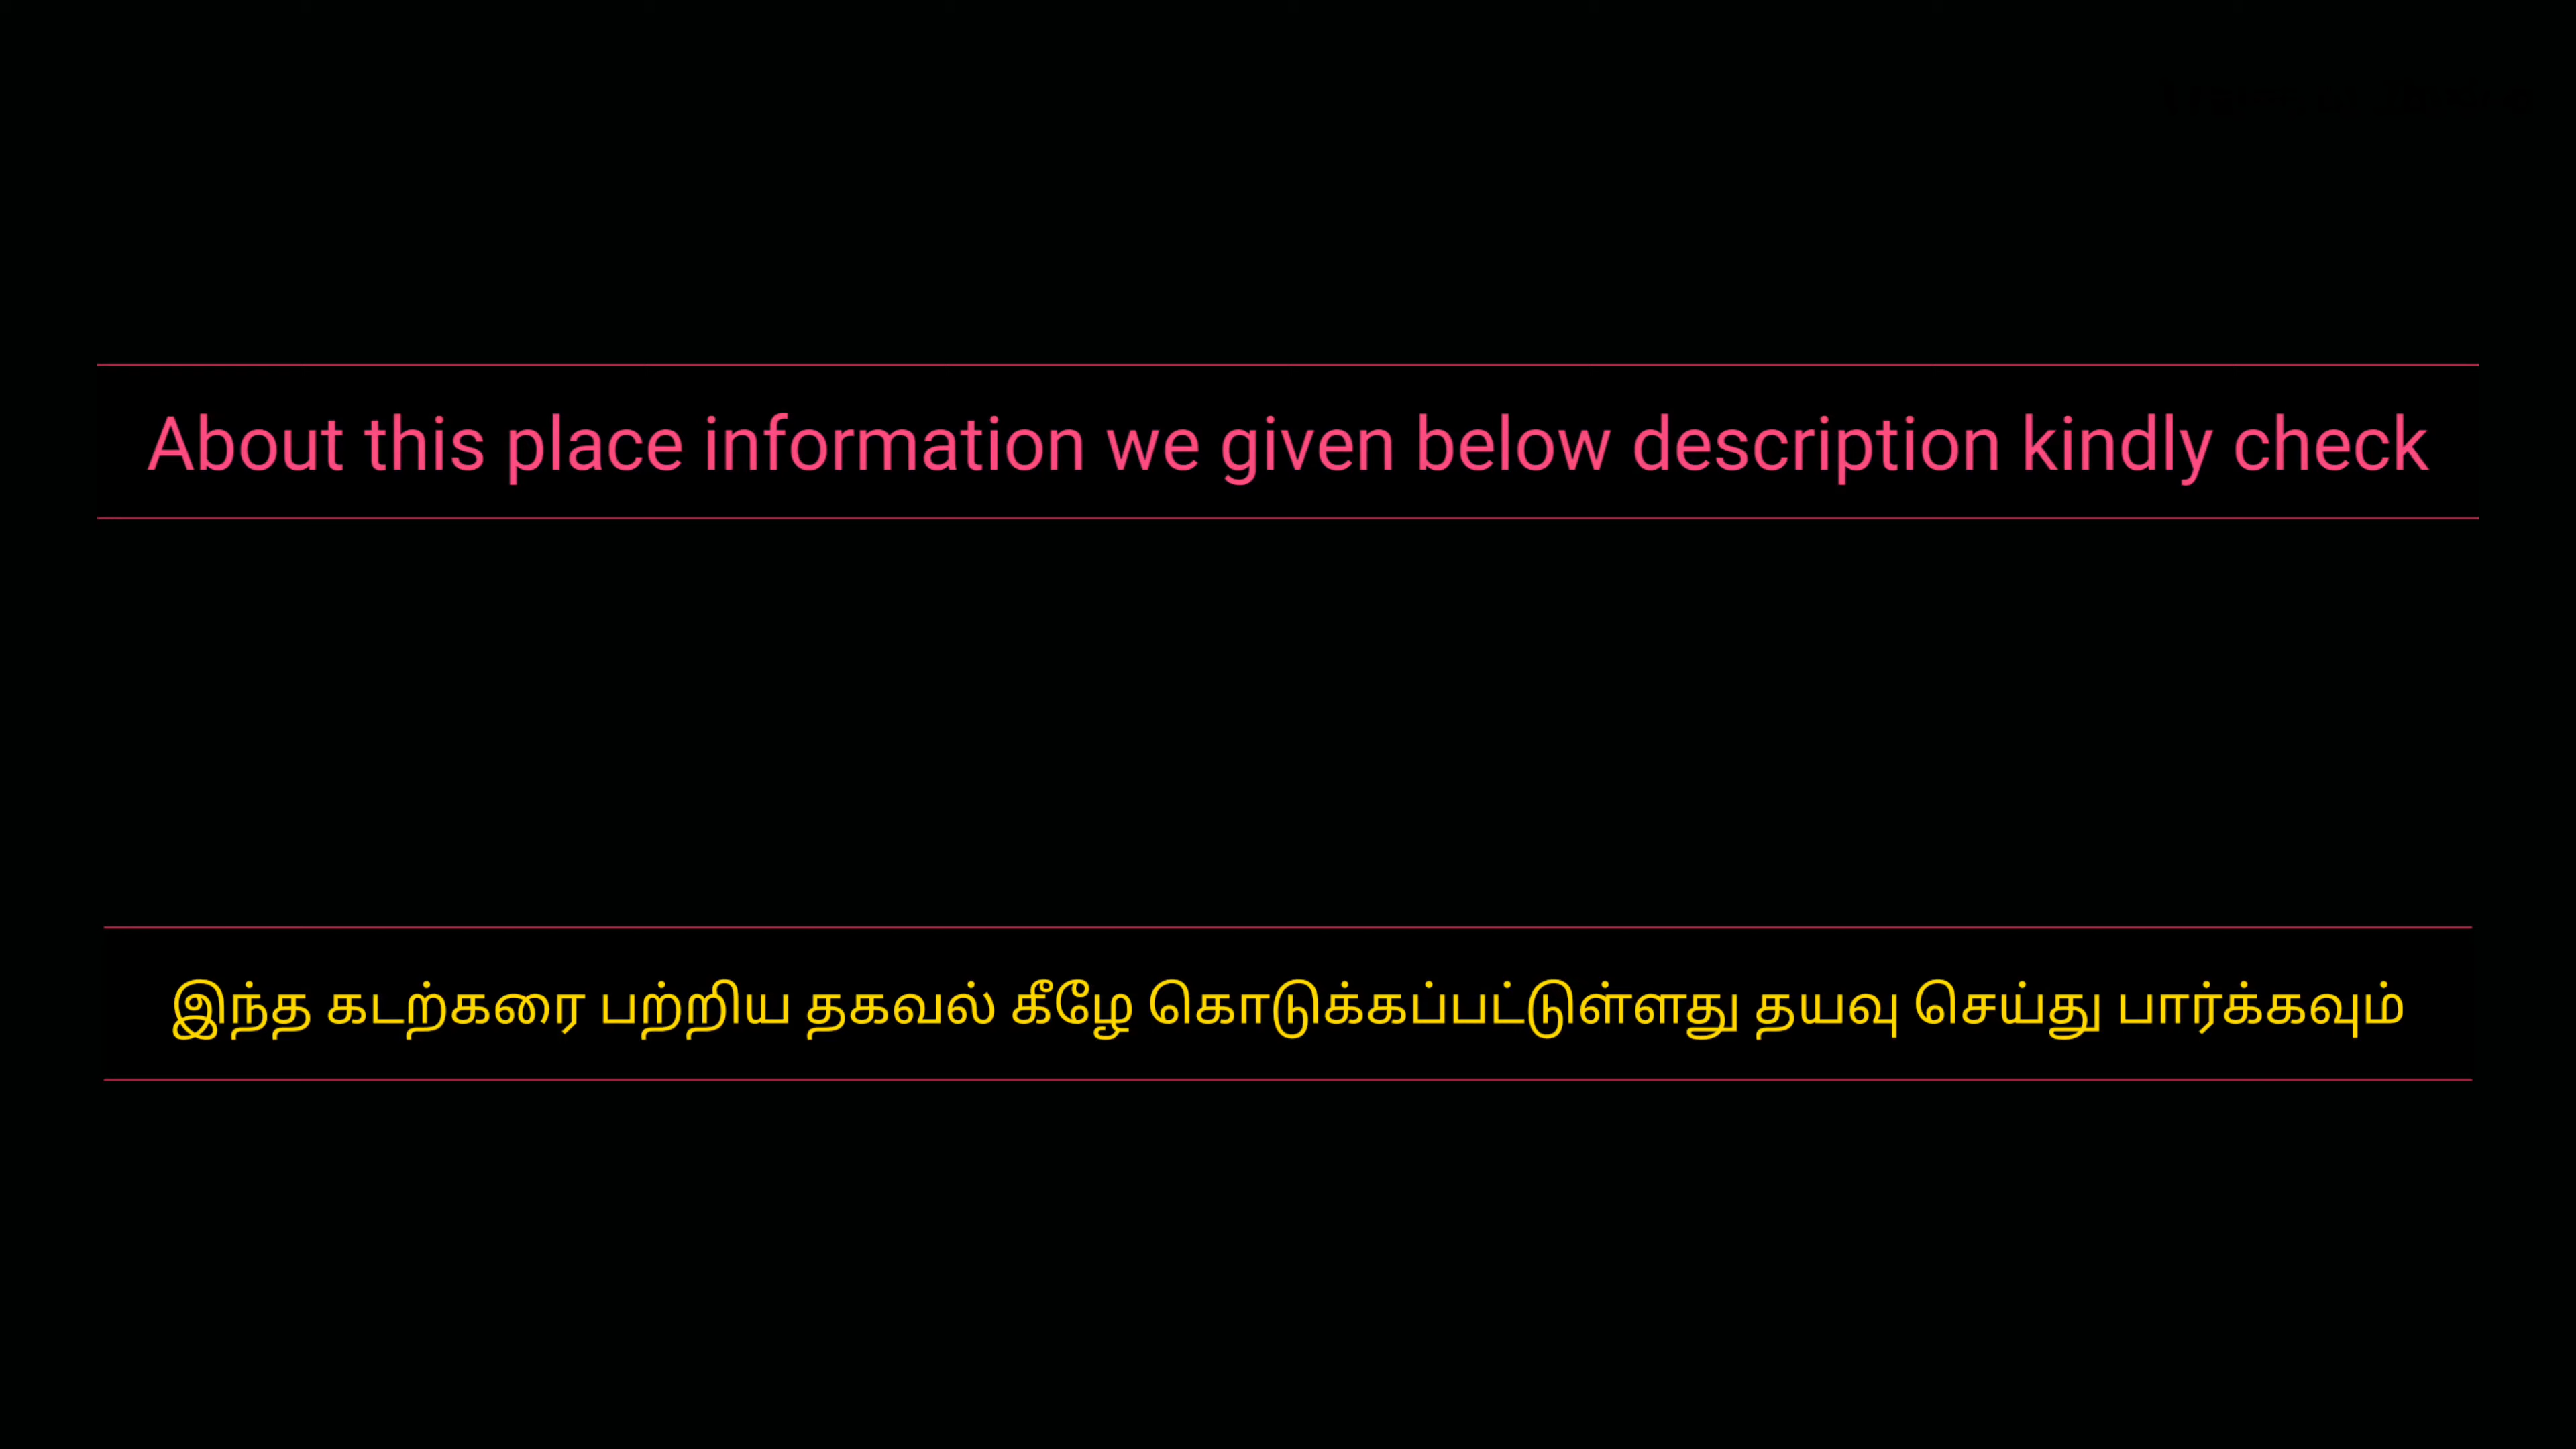 About this place information we given below description kindly check
இந்த கடற்கரை பற்றிய தகவல் கீழே கொடுக்கப்பட்டுள்ளது தயவு செய்து பார்க்கவும்